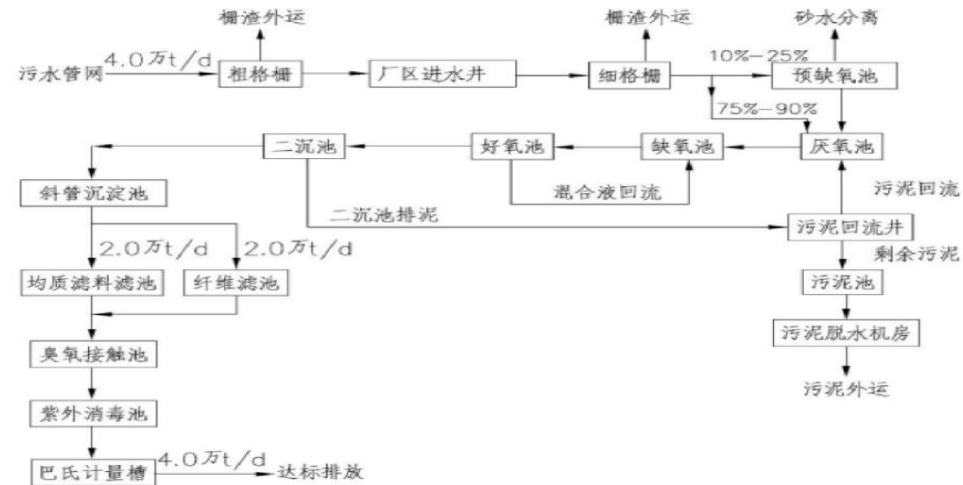 栅渣外运
栅渣外运
砂水分离
污水管网
4.0万t/d
粗格栅
厂区进水井
细格栅
10%-25%
预缺氧池
75%-90%
二沉池
好氧池
缺氧池
厌氧池
斜管沉淀池
混合液回流
污泥回流
二沉池排泥
污泥回流井
2.0万t/d
2.0万t/d
剩余污泥
均质滤料滤池
纤维滤池
污泥池
污泥脱水机房
臭氧接触池
污泥外运
紫外消毒池
巴氏计量槽
4.0万t/d
达标排放